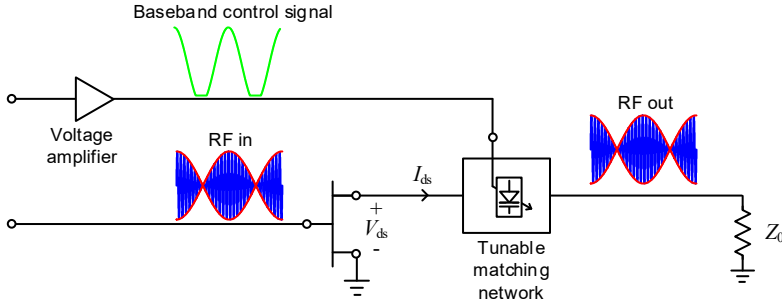 Baseband control signal
Voltage
amplifier
RF in
RF out
Ids
+
Vds
-
Tunable
matching
network
Z0